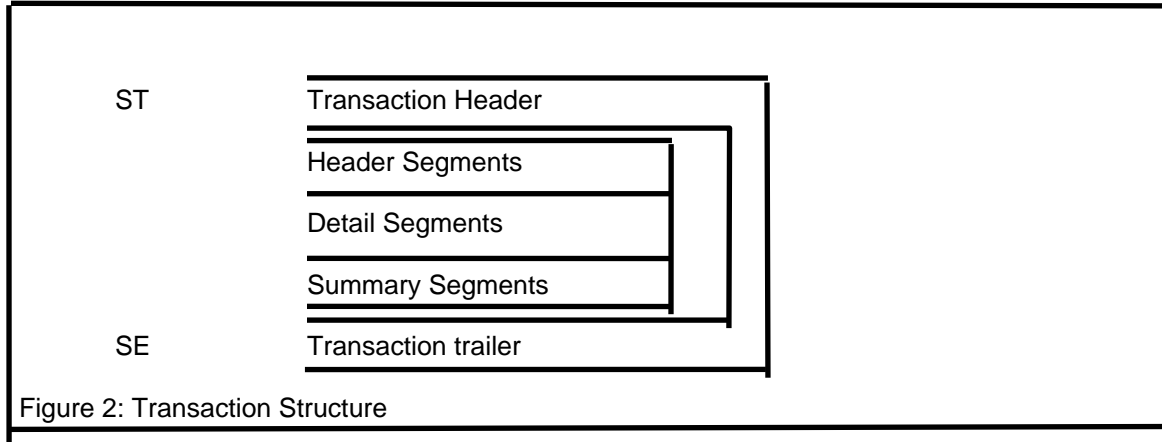 ST Transaction Header
Header Segments
Detail Segments
Summary Segments
SE Transaction trailer
Figure 2: Transaction Structure